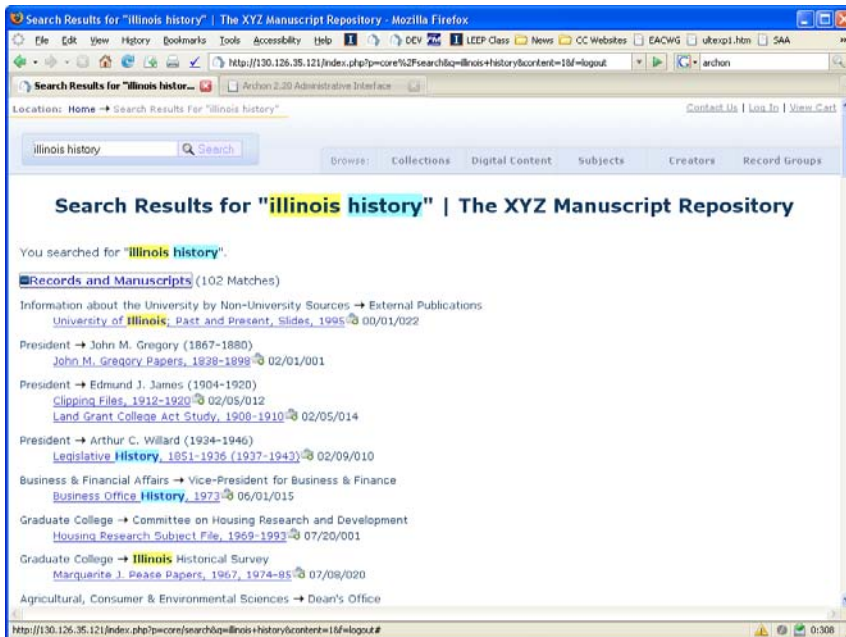 Search Results for "illinois history" | The XYZ Manuscript Repository - Mozilla Firefox
File Edit View History Bookmarks Tools Accessibility Help DEV LEEP Class News CC Websites EACWG utexp1.htm SAA
http://130.126.35.121/index.php?p=core%2Fsearch&q=illinois+history&content=1&f=logout archon
Search Results for "illinois histor... Archon 2.20 Administrative Interface
Location: Home → Search Results For "illinois history" Contact Us | Log In | View Cart
illinois history Search Browse: Collections Digital Content Subjects Creators Record Groups
Search Results for "illinois history" | The XYZ Manuscript Repository
You searched for "illinois history".
Records and Manuscripts (102 Matches)
Information about the University by Non-University Sources → External Publications
University of Illinois; Past and Present, Slides, 1995 00/01/022
President → John M. Gregory (1867-1880)
John M. Gregory Papers, 1838-1898 02/01/001
President → Edmund J. James (1904-1920)
Clipping Files, 1912-1920 02/05/012
Land Grant College Act Study, 1908-1910 02/05/014
President → Arthur C. Willard (1934-1946)
Legislative History, 1851-1936 (1937-1943) 02/09/010
Business & Financial Affairs → Vice-President for Business & Finance
Business Office History, 1973 06/01/015
Graduate College → Committee on Housing Research and Development
Housing Research Subject File, 1969-1993 07/20/001
Graduate College → Illinois Historical Survey
Marguerite J. Pease Papers, 1967, 1974-85 07/08/020
Agricultural, Consumer & Environmental Sciences → Dean's Office
http://130.126.35.121/index.php?p=core/search&q=illinois+history&content=1&f=logout# 0:308